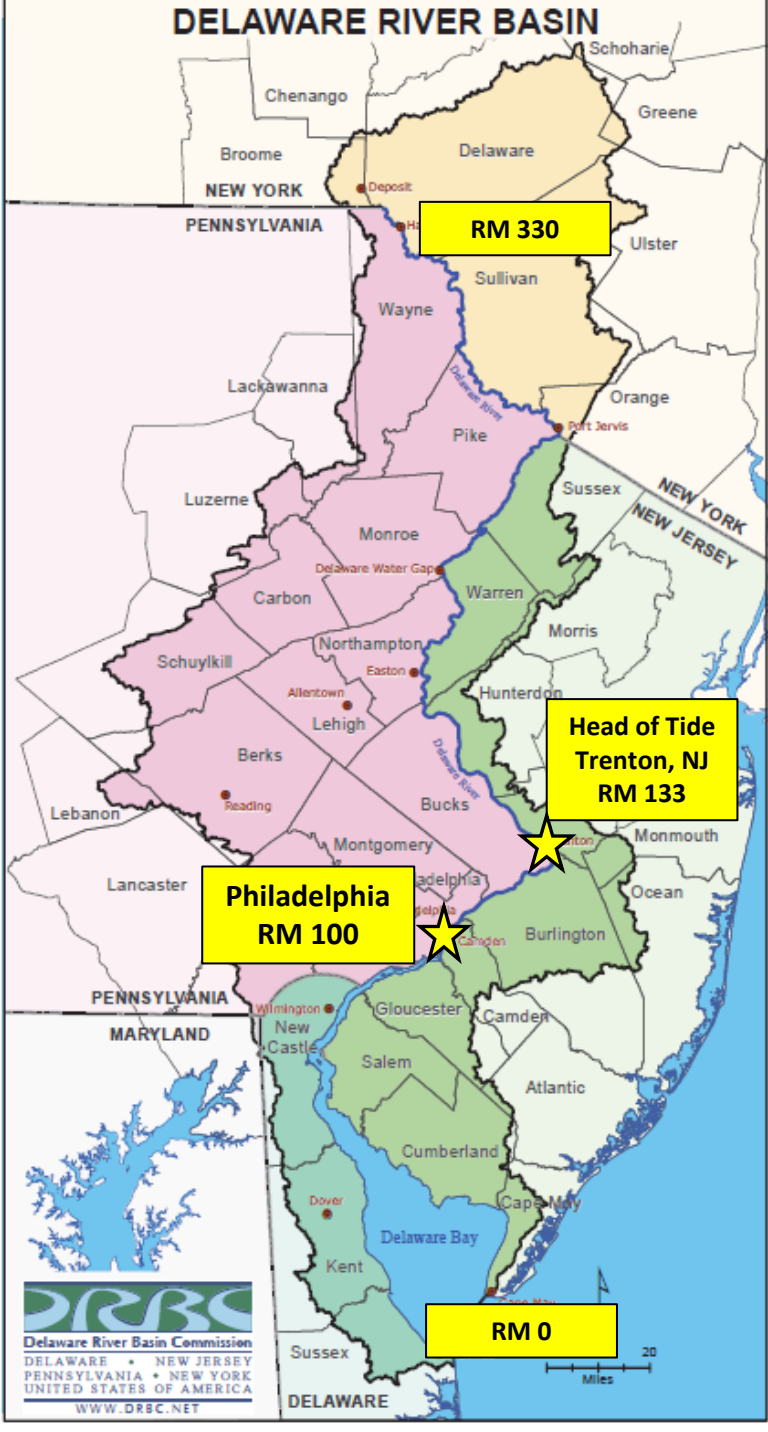 DELAWARE RIVER BASIN
Schoharie
Chenango
Greene
Broome
Delaware
NEW YORK
Deposit
PENNSYLVANIA
RM 330
Ulster
Sullivan
Wayne
Lackawanna
Delaware River
Orange
Port Jervis
Pike
Luzerne
Sussex
NEW YORK
NEW JERSEY
Monroe
Delaware Water Gap
Carbon
Warren
Morris
Northampton
Schuylkill
Easton
Allentown
Hunterdon
Lehigh
Head of Tide
Trenton, NJ
RM 133
Berks
Delaware River
Reading
Bucks
Lebanon
Montgomery
Monmouth
Lancaster
Philadelphia
RM 100
Ocean
Camden
Burlington
PENNSYLVANIA
Wilmington
Gloucester
Camden
MARYLAND
New
Castle
Salem
Atlantic
Cumberland
Dover
Cape May
Delaware Bay
Kent
DRBC
Delaware River Basin Commission
DELAWARE • NEW JERSEY
PENNSYLVANIA • NEW YORK
UNITED STATES OF AMERICA
WWW.DRBC.NET
RM 0
Sussex
20
Miles
DELAWARE